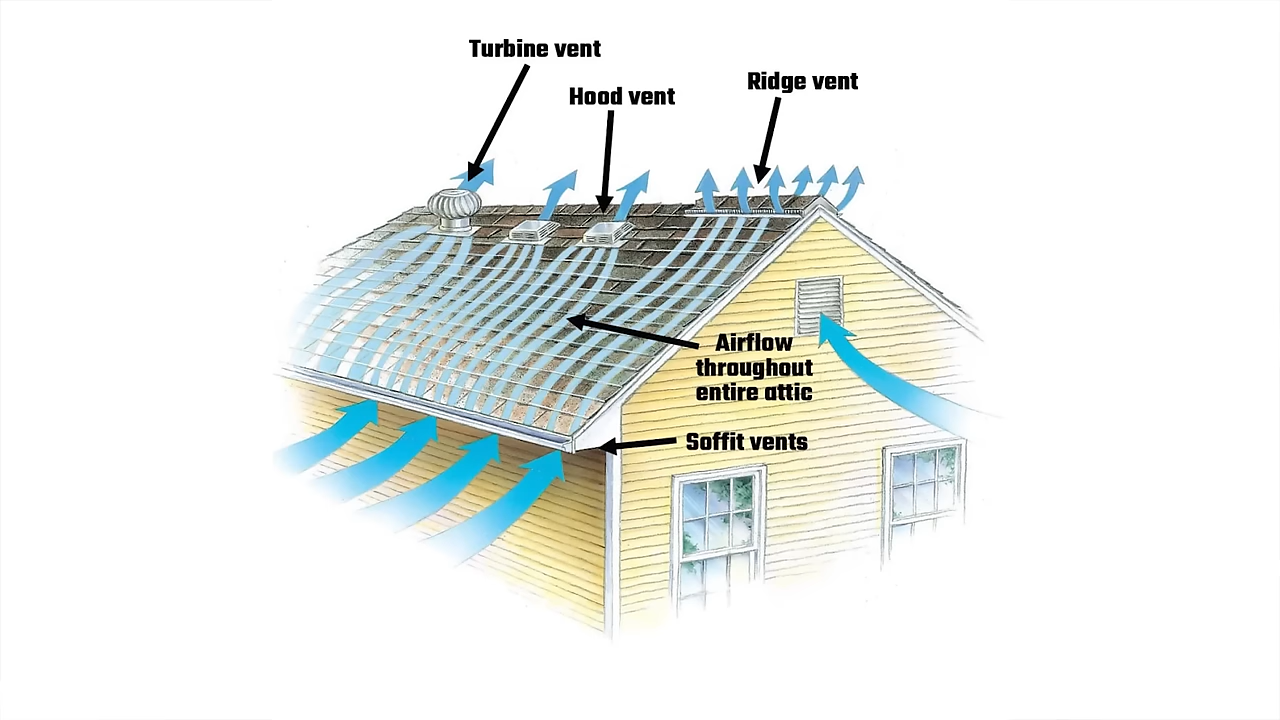 Turbine vent
Hood vent
Ridge vent
Airflow
throughout
entire attic
Soffit vents